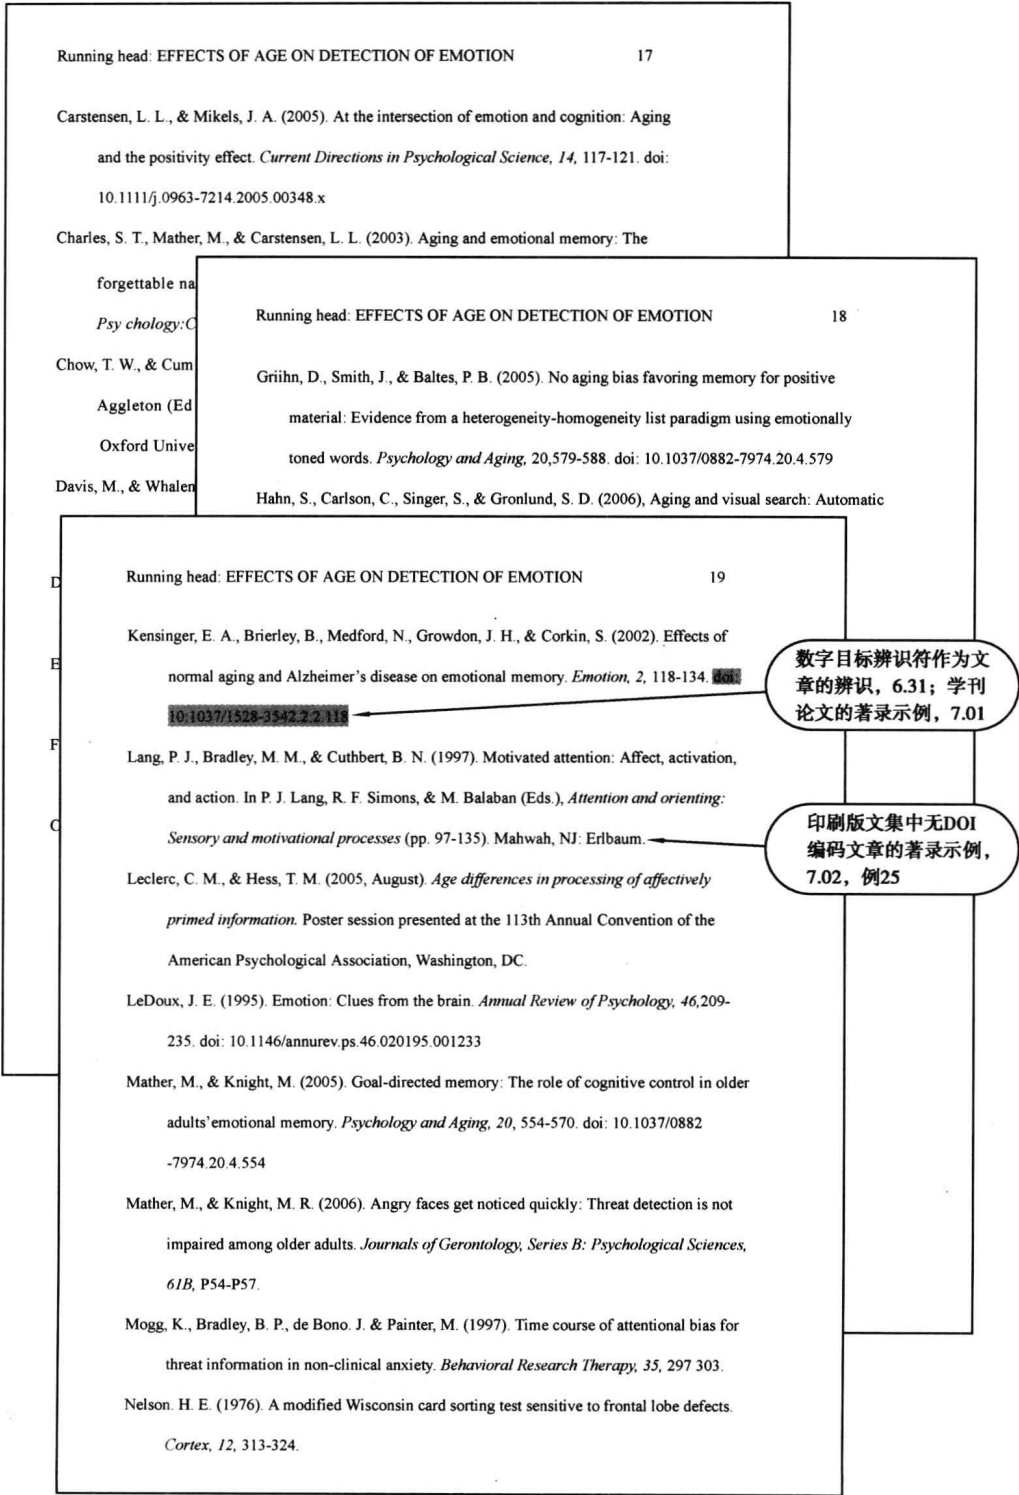 Running head: EFFECTS OF AGE ON DETECTION OF EMOTION 17
Carstensen, L. L., & Mikels, J. A. (2005). At the intersection of emotion and cognition: Aging
and the positivity effect. Current Directions in Psychological Science, 14, 117-121. doi:
10.1111/j.0963-7214.2005.00348.x
Charles, S. T., Mather, M., & Carstensen, L. L. (2003). Aging and emotional memory: The
forgettable na
Psy chology:C
Chow, T. W., & Cum
Aggleton (Ed
Oxford Unive
Davis, M., & Whalen
D
E
F
C
Running head: EFFECTS OF AGE ON DETECTION OF EMOTION 18
Griihn, D., Smith, J., & Baltes, P. B. (2005). No aging bias favoring memory for positive
material: Evidence from a heterogeneity-homogeneity list paradigm using emotionally
toned words. Psychology and Aging, 20,579-588. doi: 10.1037/0882-7974.20.4.579
Hahn, S., Carlson, C., Singer, S., & Gronlund, S. D. (2006), Aging and visual search: Automatic
Running head: EFFECTS OF AGE ON DETECTION OF EMOTION 19
Kensinger, E. A., Brierley, B., Medford, N., Growdon, J. H., & Corkin, S. (2002). Effects of
normal aging and Alzheimer's disease on emotional memory. Emotion, 2, 118-134. doi:
10:1037/1528-3542.2.2.118
Lang, P. J., Bradley, M. M., & Cuthbert, B. N. (1997). Motivated attention: Affect, activation,
and action. In P. J. Lang, R. F. Simons, & M. Balaban (Eds.), Attention and orienting:
Sensory and motivational processes (pp. 97-135). Mahwah, NJ: Erlbaum.
Leclerc, C. M., & Hess, T. M. (2005, August). Age differences in processing of affectively
primed information. Poster session presented at the 113th Annual Convention of the
American Psychological Association, Washington, DC.
LeDoux, J. E. (1995). Emotion: Clues from the brain. Annual Review of Psychology, 46,209-
235. doi: 10.1146/annurev.ps.46.020195.001233
Mather, M., & Knight, M. (2005). Goal-directed memory: The role of cognitive control in older
adults'emotional memory. Psychology and Aging, 20, 554-570. doi: 10.1037/0882
-7974.20.4.554
Mather, M., & Knight, M. R. (2006). Angry faces get noticed quickly: Threat detection is not
impaired among older adults. Journals of Gerontology, Series B: Psychological Sciences,
61B, P54-P57.
Mogg, K., Bradley, B. P., de Bono. J. & Painter, M. (1997). Time course of attentional bias for
threat information in non-clinical anxiety. Behavioral Research Therapy, 35, 297 303.
Nelson. H. E. (1976). A modified Wisconsin card sorting test sensitive to frontal lobe defects.
Cortex, 12, 313-324.
数字目标辨识符作为文
章的辨识，6.31；学刊
论文的著录示例，7.01
印刷版文集中无DOI
编码文章的著录示例，
7.02，例25